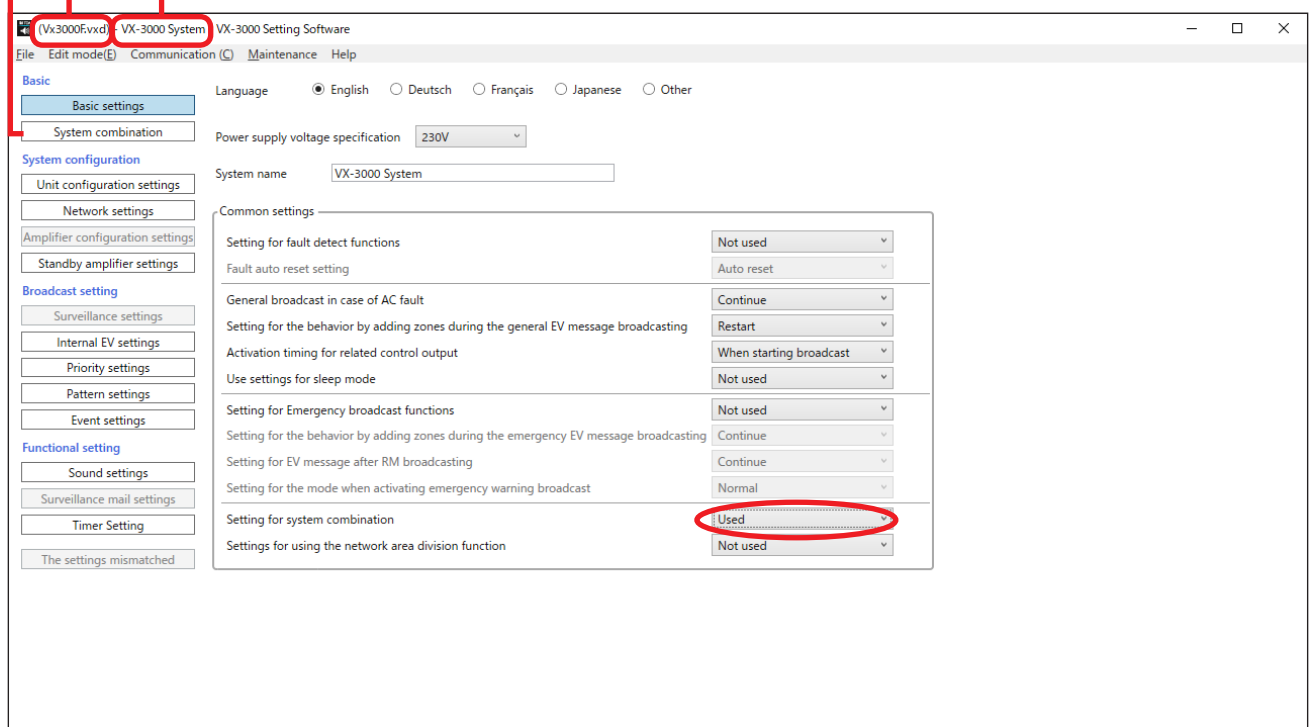 (Vx3000F.vxd) - VX-3000 System VX-3000 Setting Software
File Edit mode(E) Communication (C) Maintenance Help
Basic
Basic settings
System combination
System configuration
Unit configuration settings
Network settings
Amplifier configuration settings
Standby amplifier settings
Broadcast setting
Surveillance settings
Internal EV settings
Priority settings
Pattern settings
Event settings
Functional setting
Sound settings
Surveillance mail settings
Timer Setting
The settings mismatched
Language English Deutsch Français Japanese Other
Power supply voltage specification 230V
System name VX-3000 System
Common settings
Setting for fault detect functions Not used
Fault auto reset setting Auto reset
General broadcast in case of AC fault Continue
Setting for the behavior by adding zones during the general EV message broadcasting Restart
Activation timing for related control output When starting broadcast
Use settings for sleep mode Not used
Setting for Emergency broadcast functions Not used
Setting for the behavior by adding zones during the emergency EV message broadcasting Continue
Setting for EV message after RM broadcasting Continue
Setting for the mode when activating emergency warning broadcast Normal
Setting for system combination Used
Settings for using the network area division function Not used